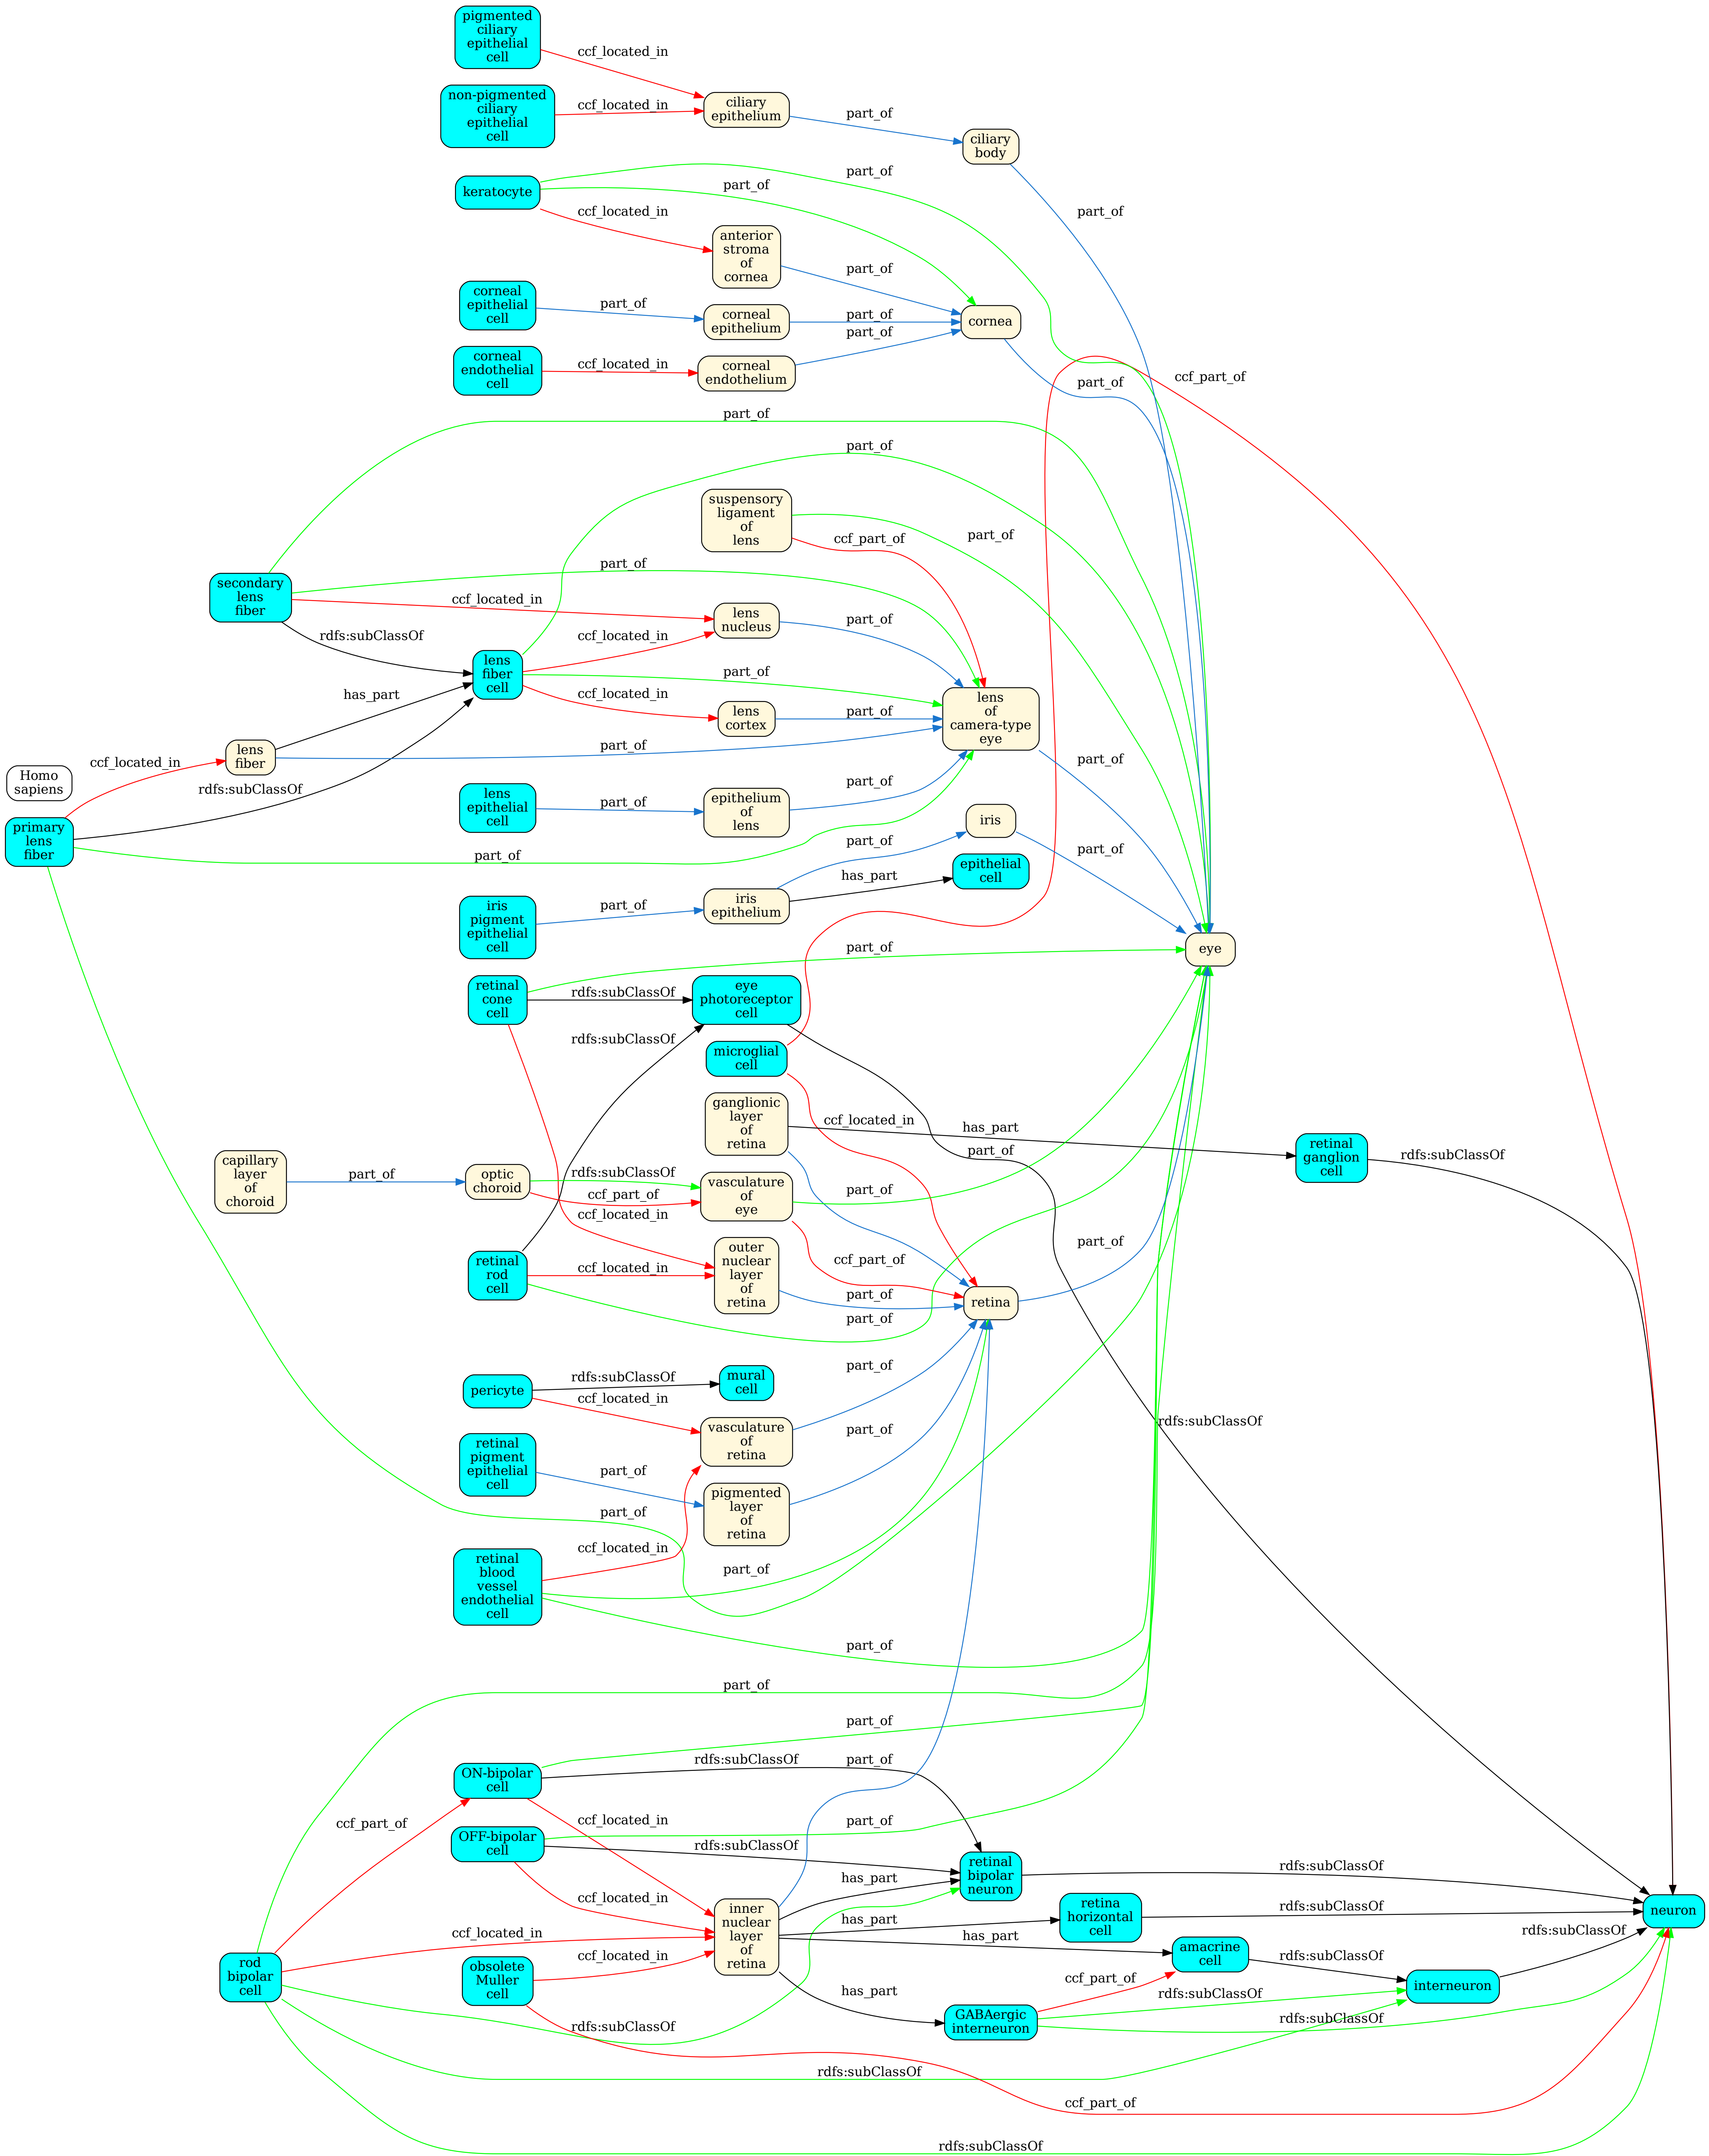 pigmented
ciliary
epithelial
cell
ccf_located_in
non-pigmented
ciliary
epithelial
cell
ccf_located_in
ciliary
epithelium
part_of
ciliary
body
part_of
keratocyte
part_of
part_of
ccf_located_in
anterior
stroma
of
cornea
part_of
corneal
epithelial
cell
part_of
corneal
epithelium
part_of
cornea
part_of
corneal
endothelial
cell
ccf_located_in
corneal
endothelium
part_of
ccf_part_of
part_of
part_of
suspensory
ligament
of
lens
part_of
ccf_part_of
secondary
lens
fiber
part_of
ccf_located_in
rdfs:subClassOf
lens
nucleus
part_of
lens
fiber
cell
ccf_located_in
part_of
ccf_located_in
lens
cortex
part_of
lens
of
camera-type
eye
part_of
has_part
lens
fiber
part_of
Homo
sapiens
ccf_located_in
rdfs:subClassOf
primary
lens
fiber
part_of
lens
epithelial
cell
part_of
epithelium
of
lens
part_of
iris
part_of
part_of
epithelial
cell
has_part
iris
pigment
epithelial
cell
part_of
iris
epithelium
eye
part_of
retinal
cone
cell
rdfs:subClassOf
eye
photoreceptor
cell
rdfs:subClassOf
microglial
cell
ccf_located_in
ganglionic
layer
of
retina
has_part
part_of
retinal
ganglion
cell
rdfs:subClassOf
capillary
layer
of
choroid
part_of
optic
choroid
rdfs:subClassOf
ccf_part_of
vasculature
of
eye
part_of
ccf_located_in
ccf_part_of
part_of
retinal
rod
cell
ccf_located_in
outer
nuclear
layer
of
retina
part_of
part_of
retina
pericyte
rdfs:subClassOf
mural
cell
part_of
ccf_located_in
vasculature
of
retina
part_of
rdfs:subClassOf
retinal
pigment
epithelial
cell
part_of
pigmented
layer
of
retina
part_of
retinal
blood
vessel
endothelial
cell
ccf_located_in
part_of
part_of
part_of
part_of
ON-bipolar
cell
rdfs:subClassOf
part_of
ccf_part_of
ccf_located_in
part_of
OFF-bipolar
cell
rdfs:subClassOf
ccf_located_in
retinal
bipolar
neuron
rdfs:subClassOf
has_part
inner
nuclear
layer
of
retina
has_part
retina
horizontal
cell
rdfs:subClassOf
neuron
ccf_located_in
has_part
amacrine
cell
rdfs:subClassOf
rdfs:subClassOf
rod
bipolar
cell
obsolete
Muller
cell
ccf_located_in
has_part
ccf_part_of
interneuron
rdfs:subClassOf
GABAergic
interneuron
rdfs:subClassOf
rdfs:subClassOf
rdfs:subClassOf
ccf_part_of
rdfs:subClassOf